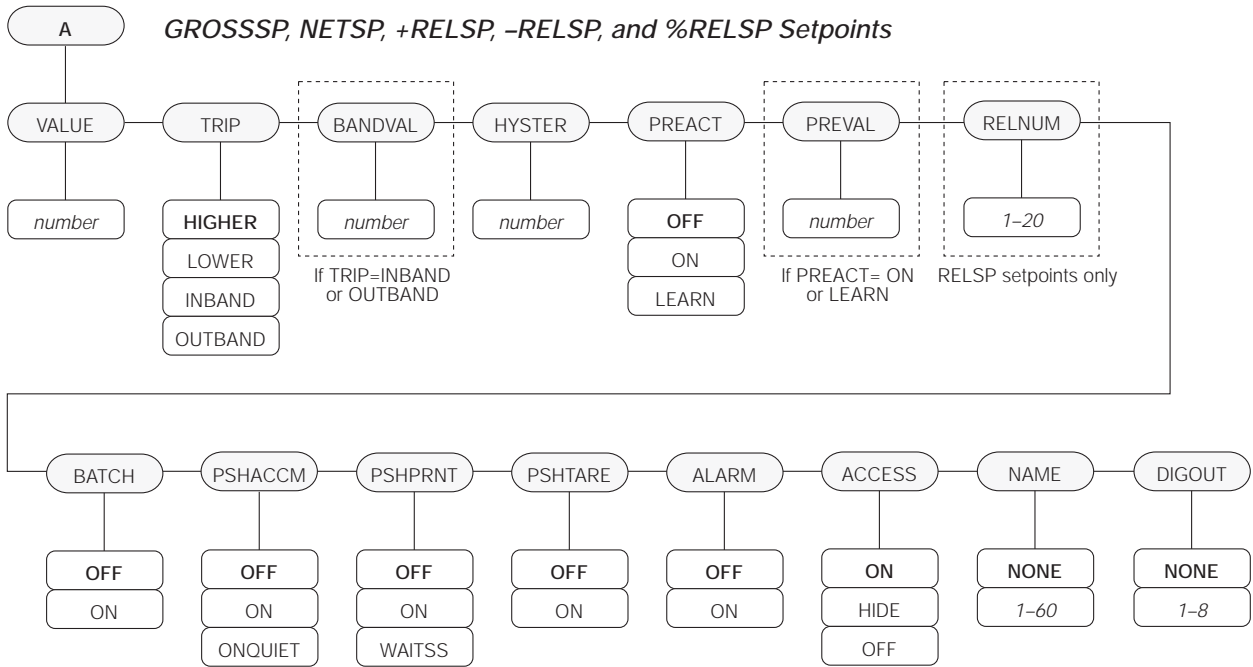 A
GROSSSP, NETSP, +RELSP, –RELSP, and %RELSP Setpoints
VALUE
TRIP
BANDVAL
HYSTER
PREACT
PREVAL
RELNUM
number
HIGHER
LOWER
INBAND
OUTBAND
number
If TRIP=INBAND
or OUTBAND
number
OFF
ON
LEARN
number
If PREACT= ON
or LEARN
1–20
RELSP setpoints only
BATCH
PSHACCM
PSHPRNT
PSHTARE
ALARM
ACCESS
NAME
DIGOUT
OFF
ON
OFF
ON
ONQUIET
OFF
ON
WAITSS
OFF
ON
OFF
ON
ON
HIDE
OFF
NONE
1–60
NONE
1–8